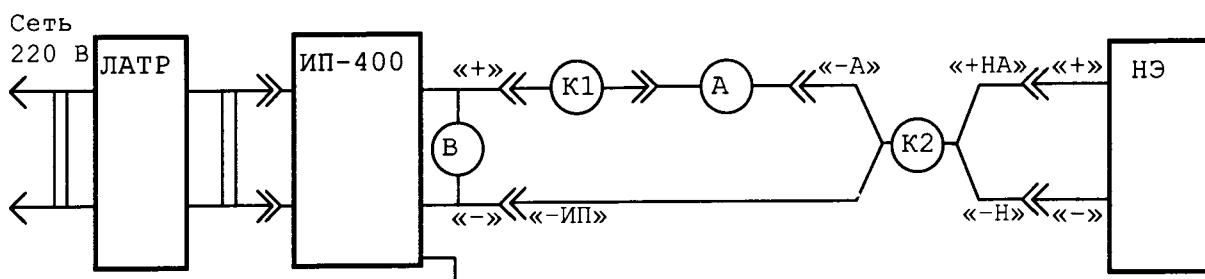 Сеть
220 В
ЛАТР
ИП-400
«+»
К1
А
«-А»
«+НА»
«+»
НЭ
В
К2
«-»
«-ИП»
«-Н»
«-»